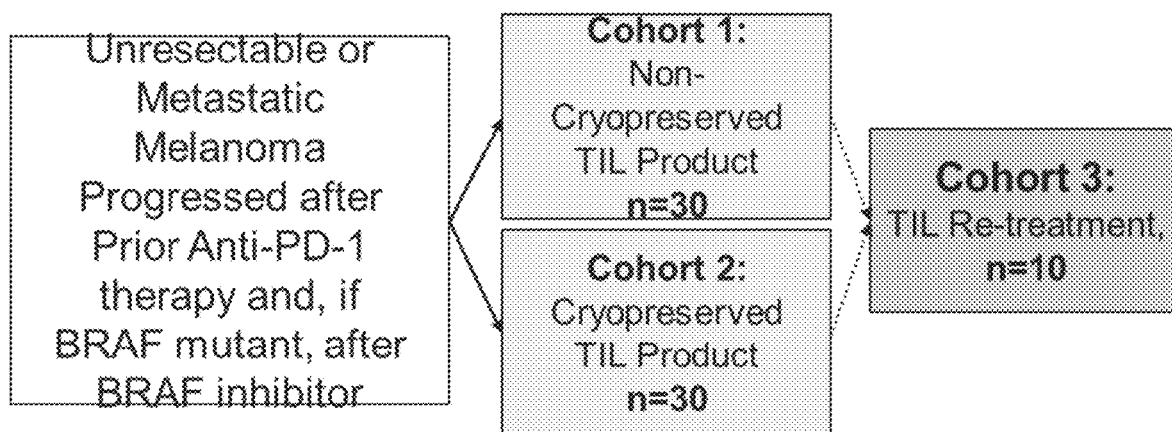 Unresectable or
Metastatic
Melanoma
Progressed after
Prior Anti-PD-1
therapy and, if
BRAF mutant, after
BRAF inhibitor
Cohort 1:
Non-
Cryopreserved
TIL Product
n=30
Cohort 2:
Cryopreserved
TIL Product
n=30
Cohort 3:
TIL Re-treatment,
n=10